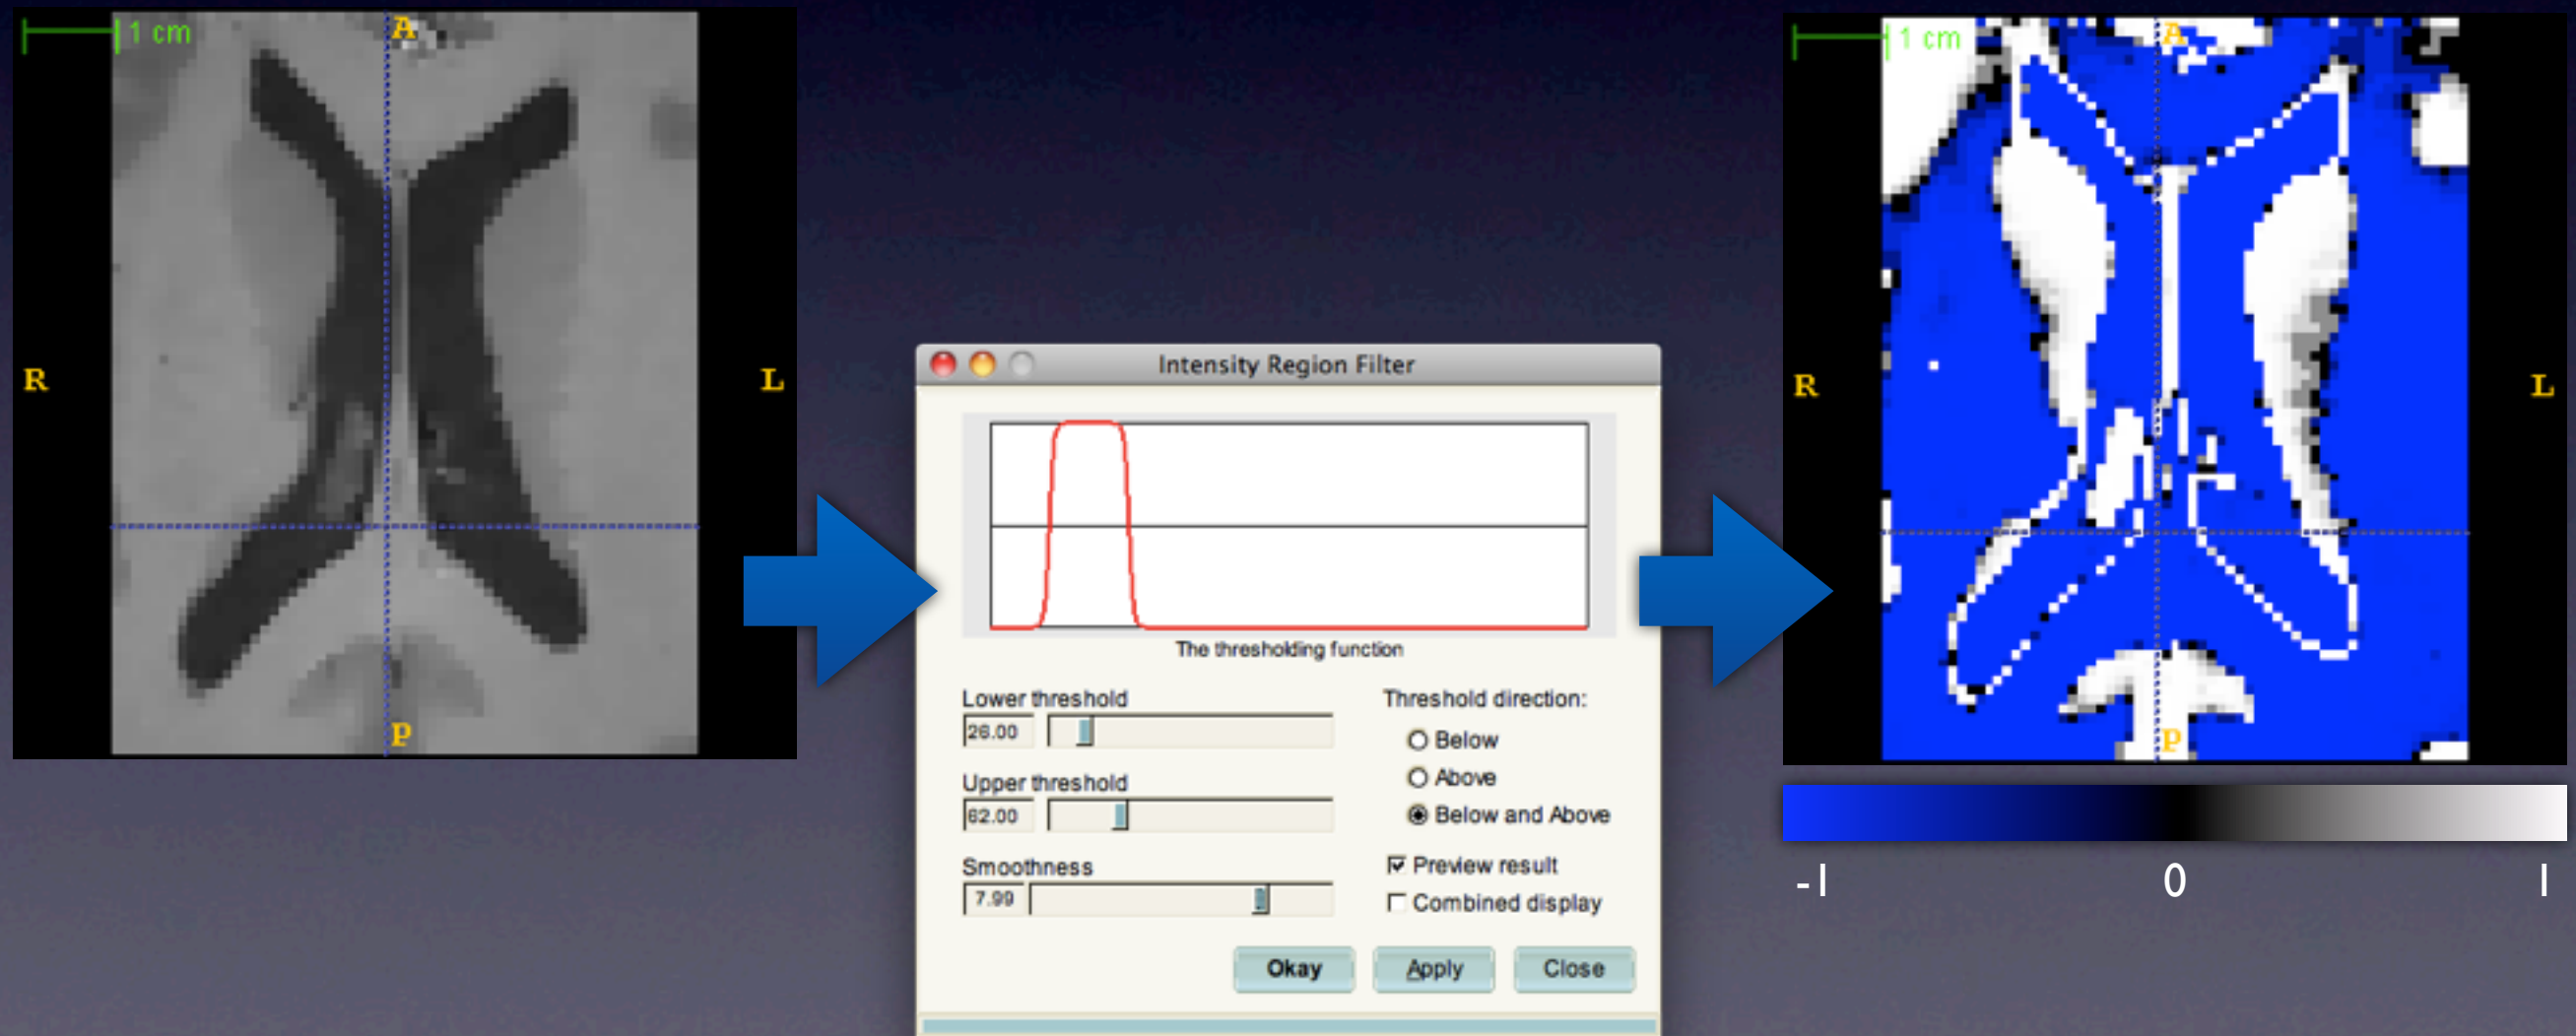 1 cm
A
R
L
P
Intensity Region Filter
The thresholding function
Lower threshold
26.00
Upper threshold
62.00
Smoothness
7.99
Threshold direction:
Below
Above
Below and Above
Preview result
Combined display
Okay
Apply
Close
1 cm
A
R
L
P
-1
0
1